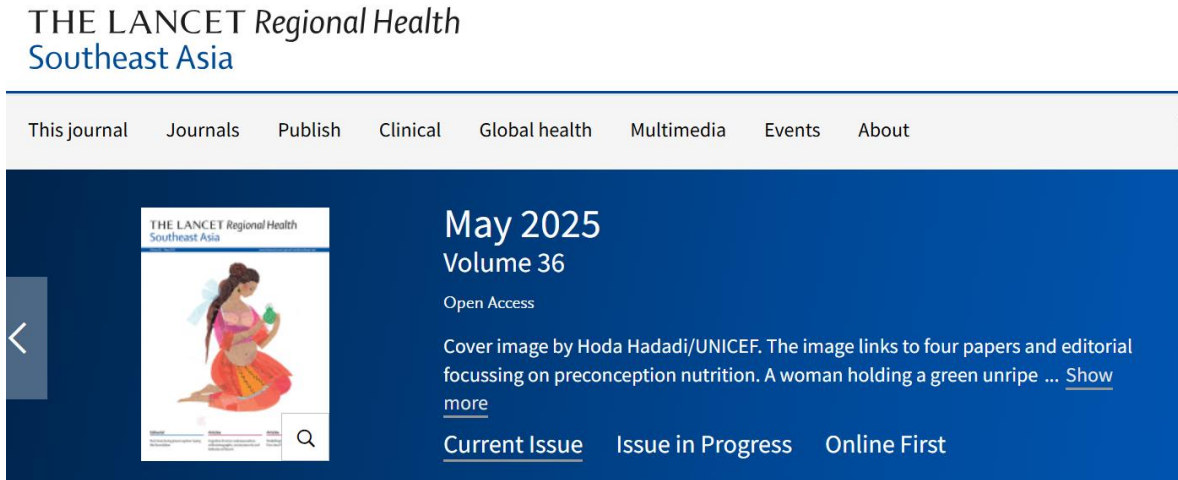 THE LANCET Regional Health
Southeast Asia
This journal Journals Publish Clinical Global health Multimedia Events About
THE LANCET Regional Health
Southeast Asia
May 2025
Volume 36
Open Access
Cover image by Hoda Hadadi/UNICEF. The image links to four papers and editorial
focussing on preconception nutrition. A woman holding a green unripe ... Show
more
Editorial
Articles
Articles
Current Issue Issue in Progress Online First